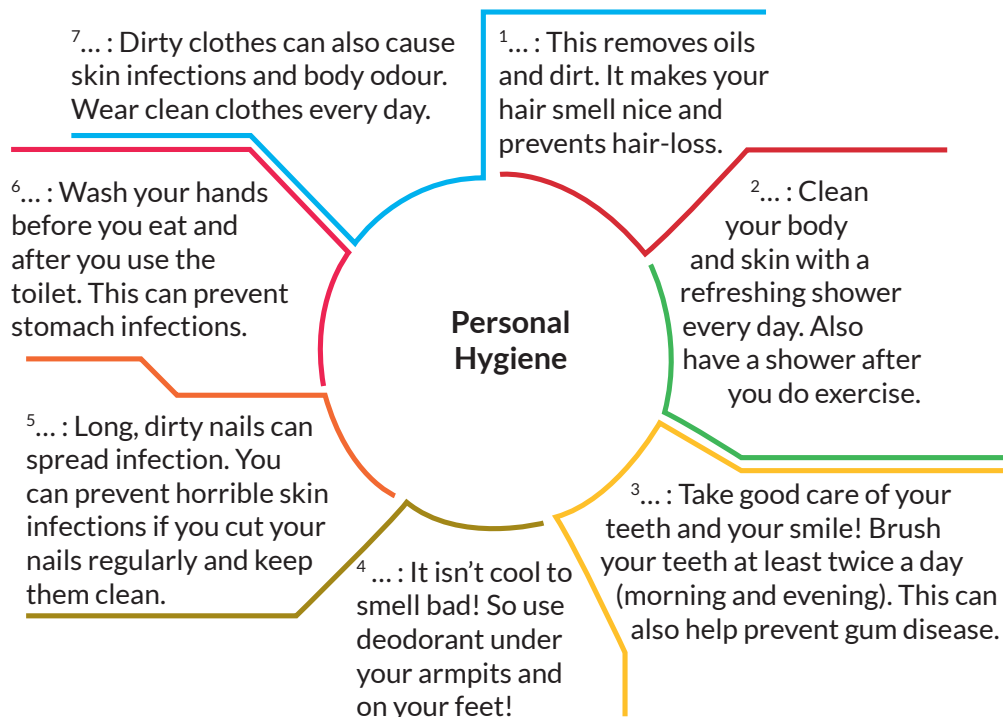 Personal
Hygiene
¹... : This removes oils
and dirt. It makes your
hair smell nice and
prevents hair-loss.
²... : Clean
your body
and skin with a
refreshing shower
every day. Also
have a shower after
you do exercise.
³... : Take good care of your
teeth and your smile! Brush
your teeth at least twice a day
(morning and evening). This can
also help prevent gum disease.
⁴ ... : It isn’t cool to
smell bad! So use
deodorant under
your armpits and
on your feet!
⁵... : Long, dirty nails can
spread infection. You
can prevent horrible skin
infections if you cut your
nails regularly and keep
them clean.
⁶... : Wash your hands
before you eat and
after you use the
toilet. This can prevent
stomach infections.
⁷... : Dirty clothes can also cause
skin infections and body odour.
Wear clean clothes every day.